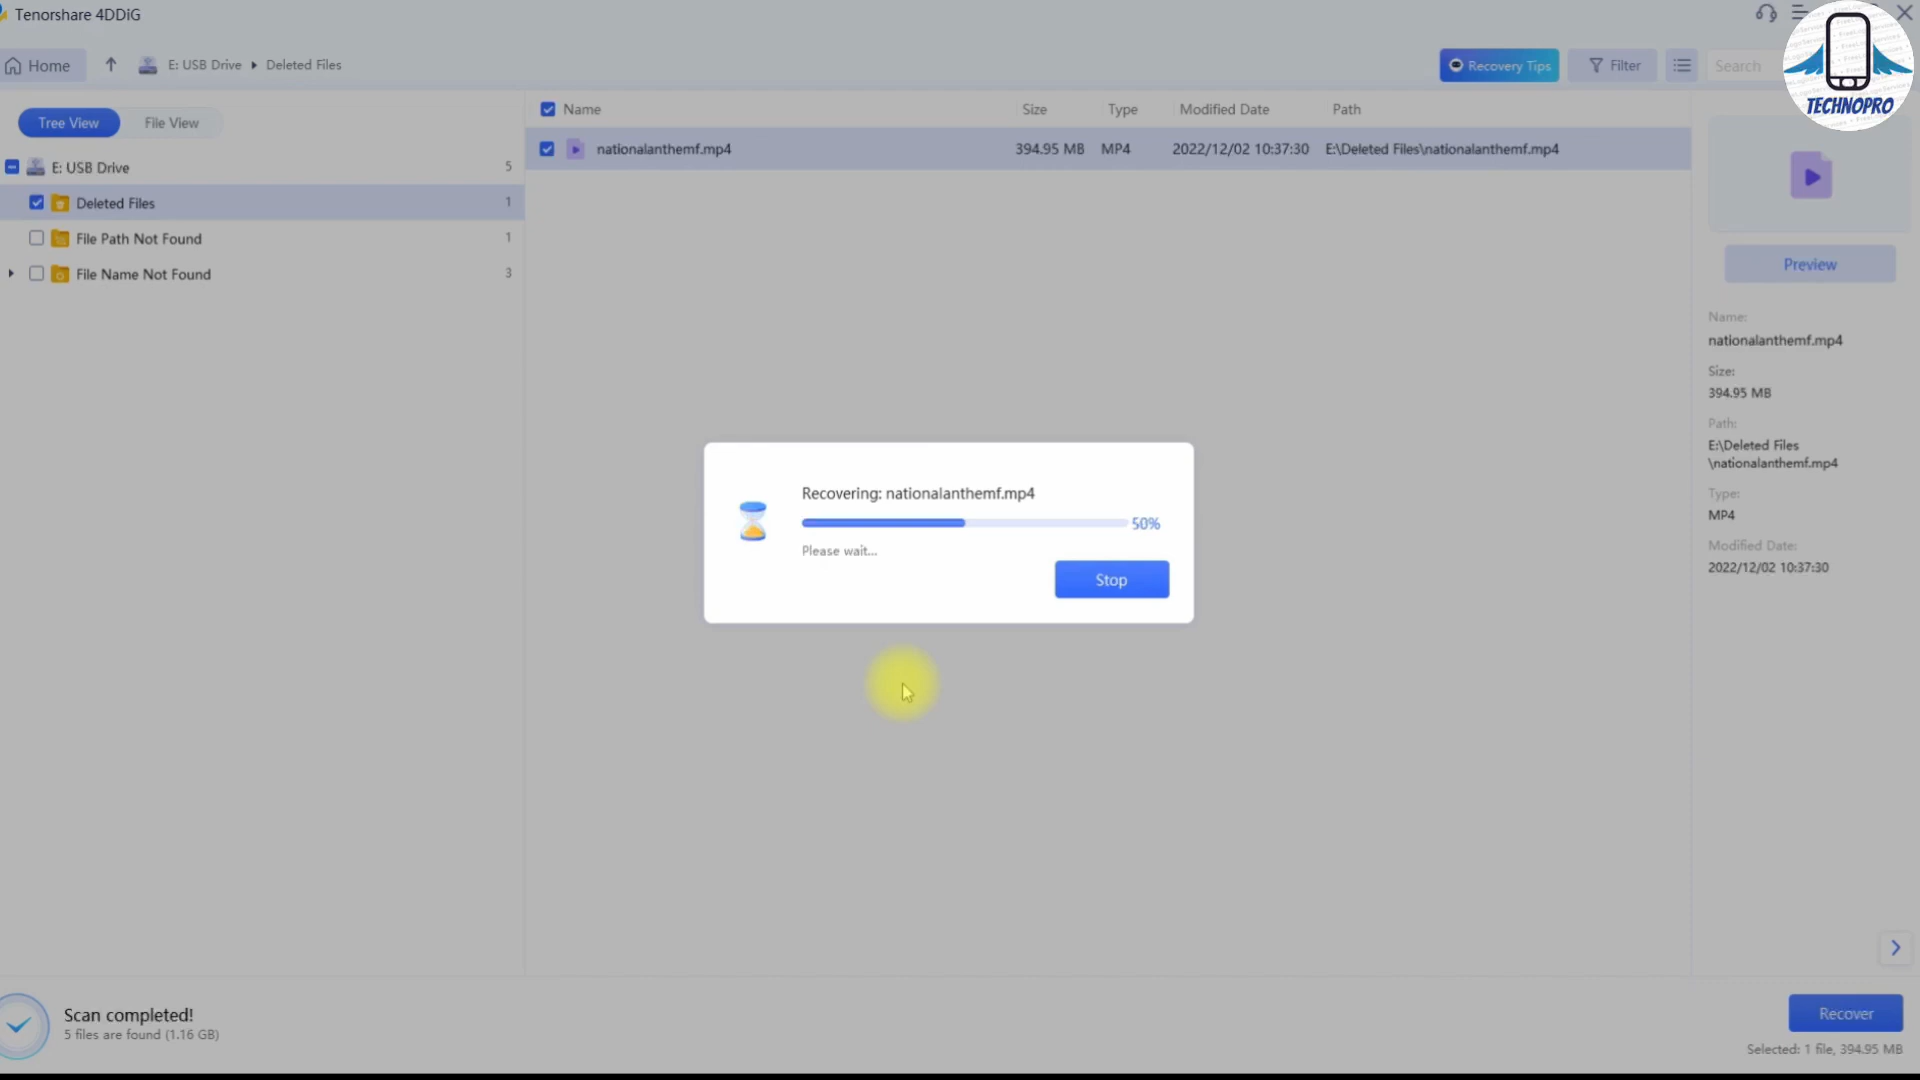 Tenorshare 4DDiG
Home
E: USB Drive
Deleted Files
Recovery Tips
Filter
Search
TECHNOPRO
Tree View
File View
Name
Size
Type
Modified Date
Path
nationalanthemf.mp4
394.95 MB
MP4
2022/12/02 10:37:30
E:\Deleted Files\nationalanthemf.mp4
E: USB Drive
5
Deleted Files
1
File Path Not Found
1
File Name Not Found
3
Preview
Name:
nationalanthemf.mp4
Size:
394.95 MB
Path:
E:\Deleted Files
\nationalanthemf.mp4
Type:
MP4
Modified Date:
2022/12/02 10:37:30
Recovering: nationalanthemf.mp4
50%
Please wait...
Stop
Scan completed!
5 files are found (1.16 GB)
Recover
Selected: 1 file, 394.95 MB